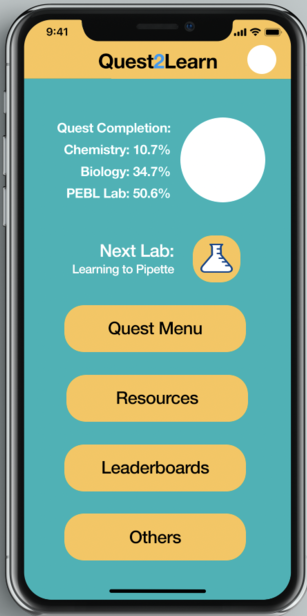 9:41
Quest2Learn
Quest Completion:
Chemistry: 10.7%
Biology: 34.7%
PEBL Lab: 50.6%
Next Lab:
Learning to Pipette
Quest Menu
Resources
Leaderboards
Others